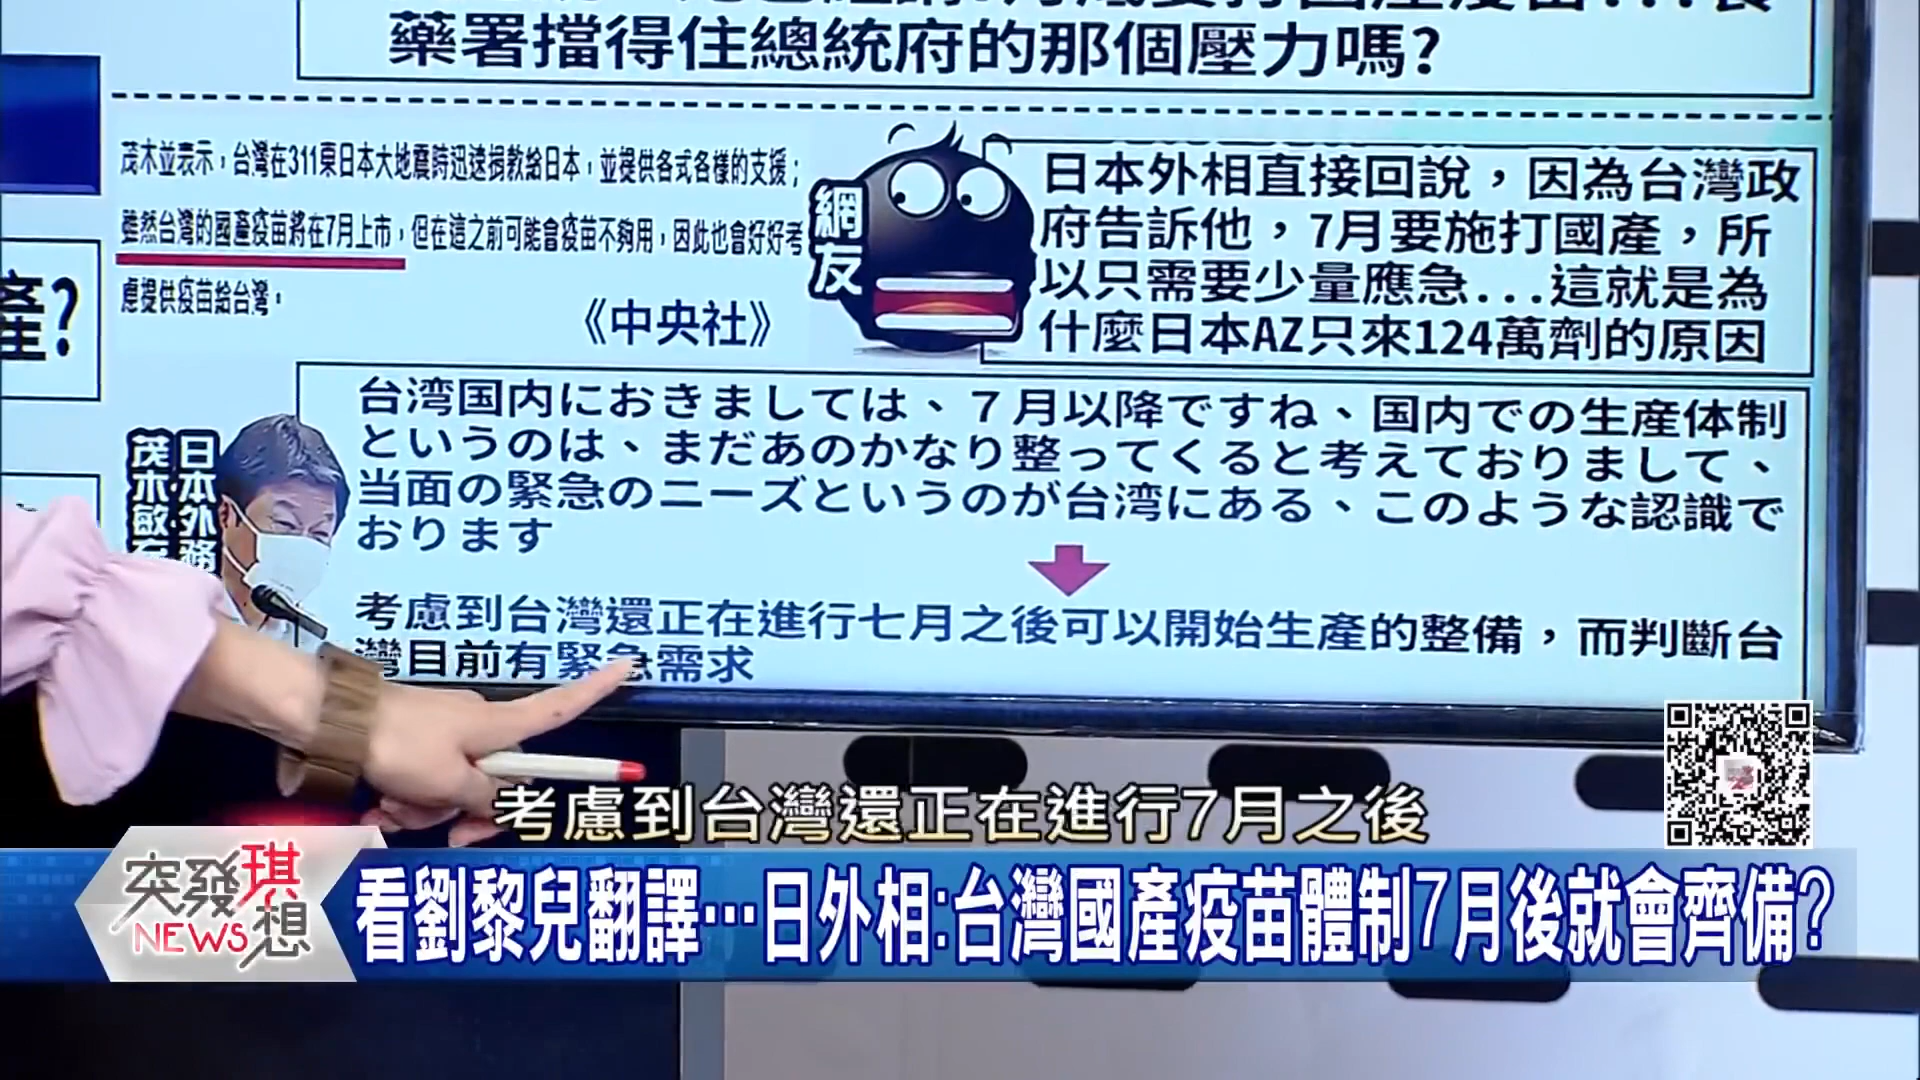 藥署擋得住總統府的那個壓力嗎?
茂木並表示，台灣在311東日本大地震時迅速捐款給日本，並提供各式各樣的支援；
雖然台灣的國產疫苗將在7月上市，但在這之前可能會疫苗不夠用，因此也會好好考
慮提供疫苗給台灣。
《中央社》
網友
日本外相直接回說，因為台灣政
府告訴他，7月要施打國產，所
以只需要少量應急...這就是為
什麼日本AZ只來124萬劑的原因
產?
日本外務
茂木敏充
台湾国内におきましては、７月以降ですね、国内での生産体制
というのは、まだあのかなり整ってくると考えておりまして、
当面の緊急のニーズというのが台湾にある、このような認識で
おります
考慮到台灣還正在進行七月之後可以開始生產的整備，而判斷台
灣目前有緊急需求
考慮到台灣還正在進行7月之後
突發琪想
NEWS
看劉黎兒翻譯…日外相:台灣國產疫苗體制7月後就會齊備?